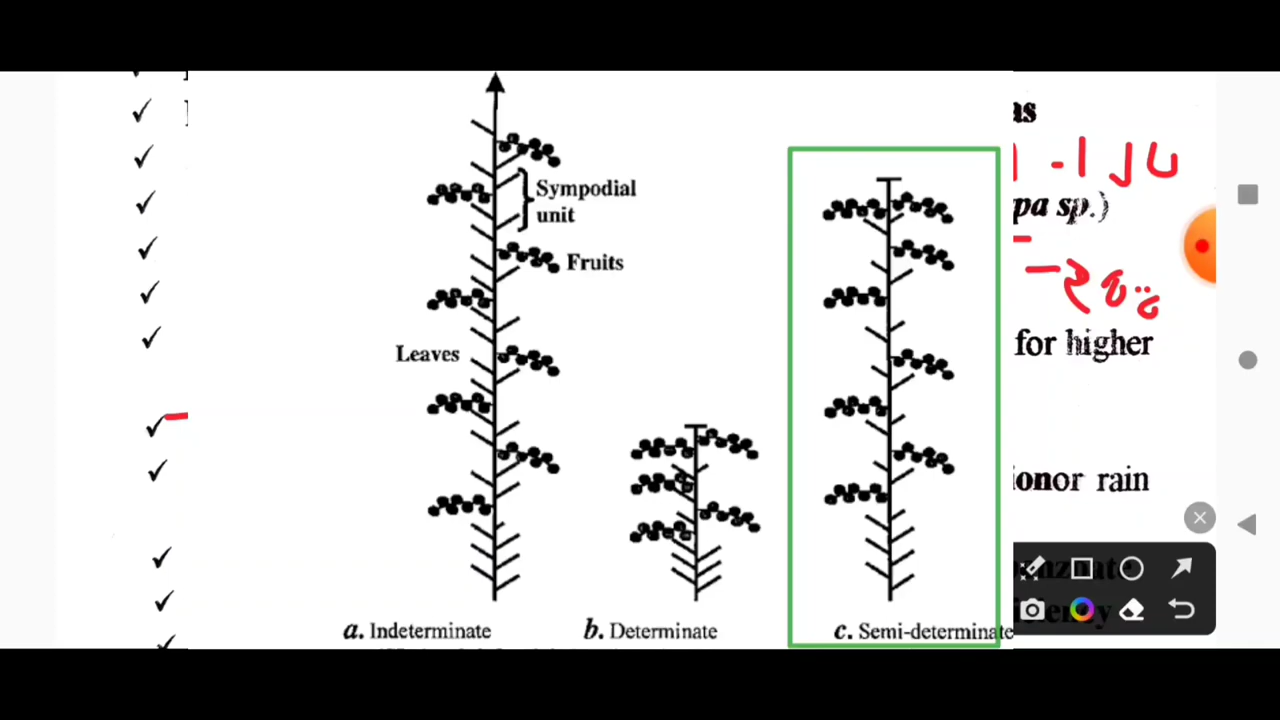 as
pa sp.)
Sympodial
unit
Fruits
for higher
Leaves
onor rain
a. Indeterminate
b. Determinate
c. Semi-determinate